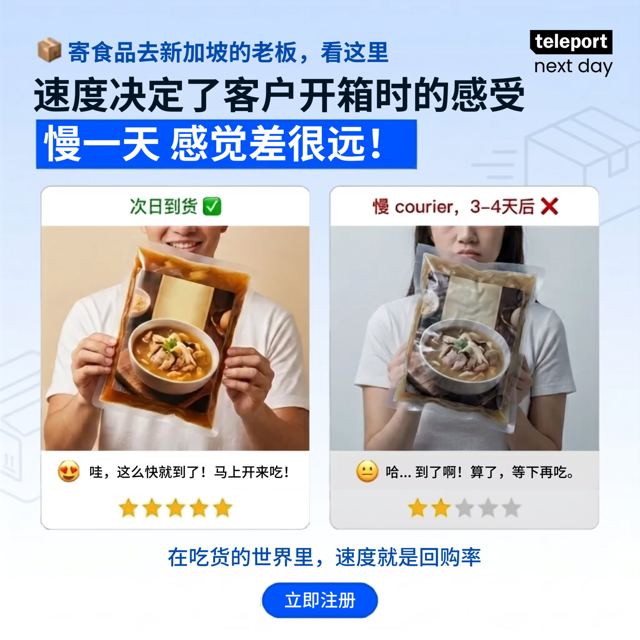 寄食品去新加坡的老板，看这里
teleport
next day
速度决定了客户开箱时的感受
慢一天 感觉差很远！
次日到货
慢 courier，3-4天后
哇，这么快就到了！马上开来吃！
哈... 到了啊！算了，等下再吃。
在吃货的世界里，速度就是回购率
立即注册